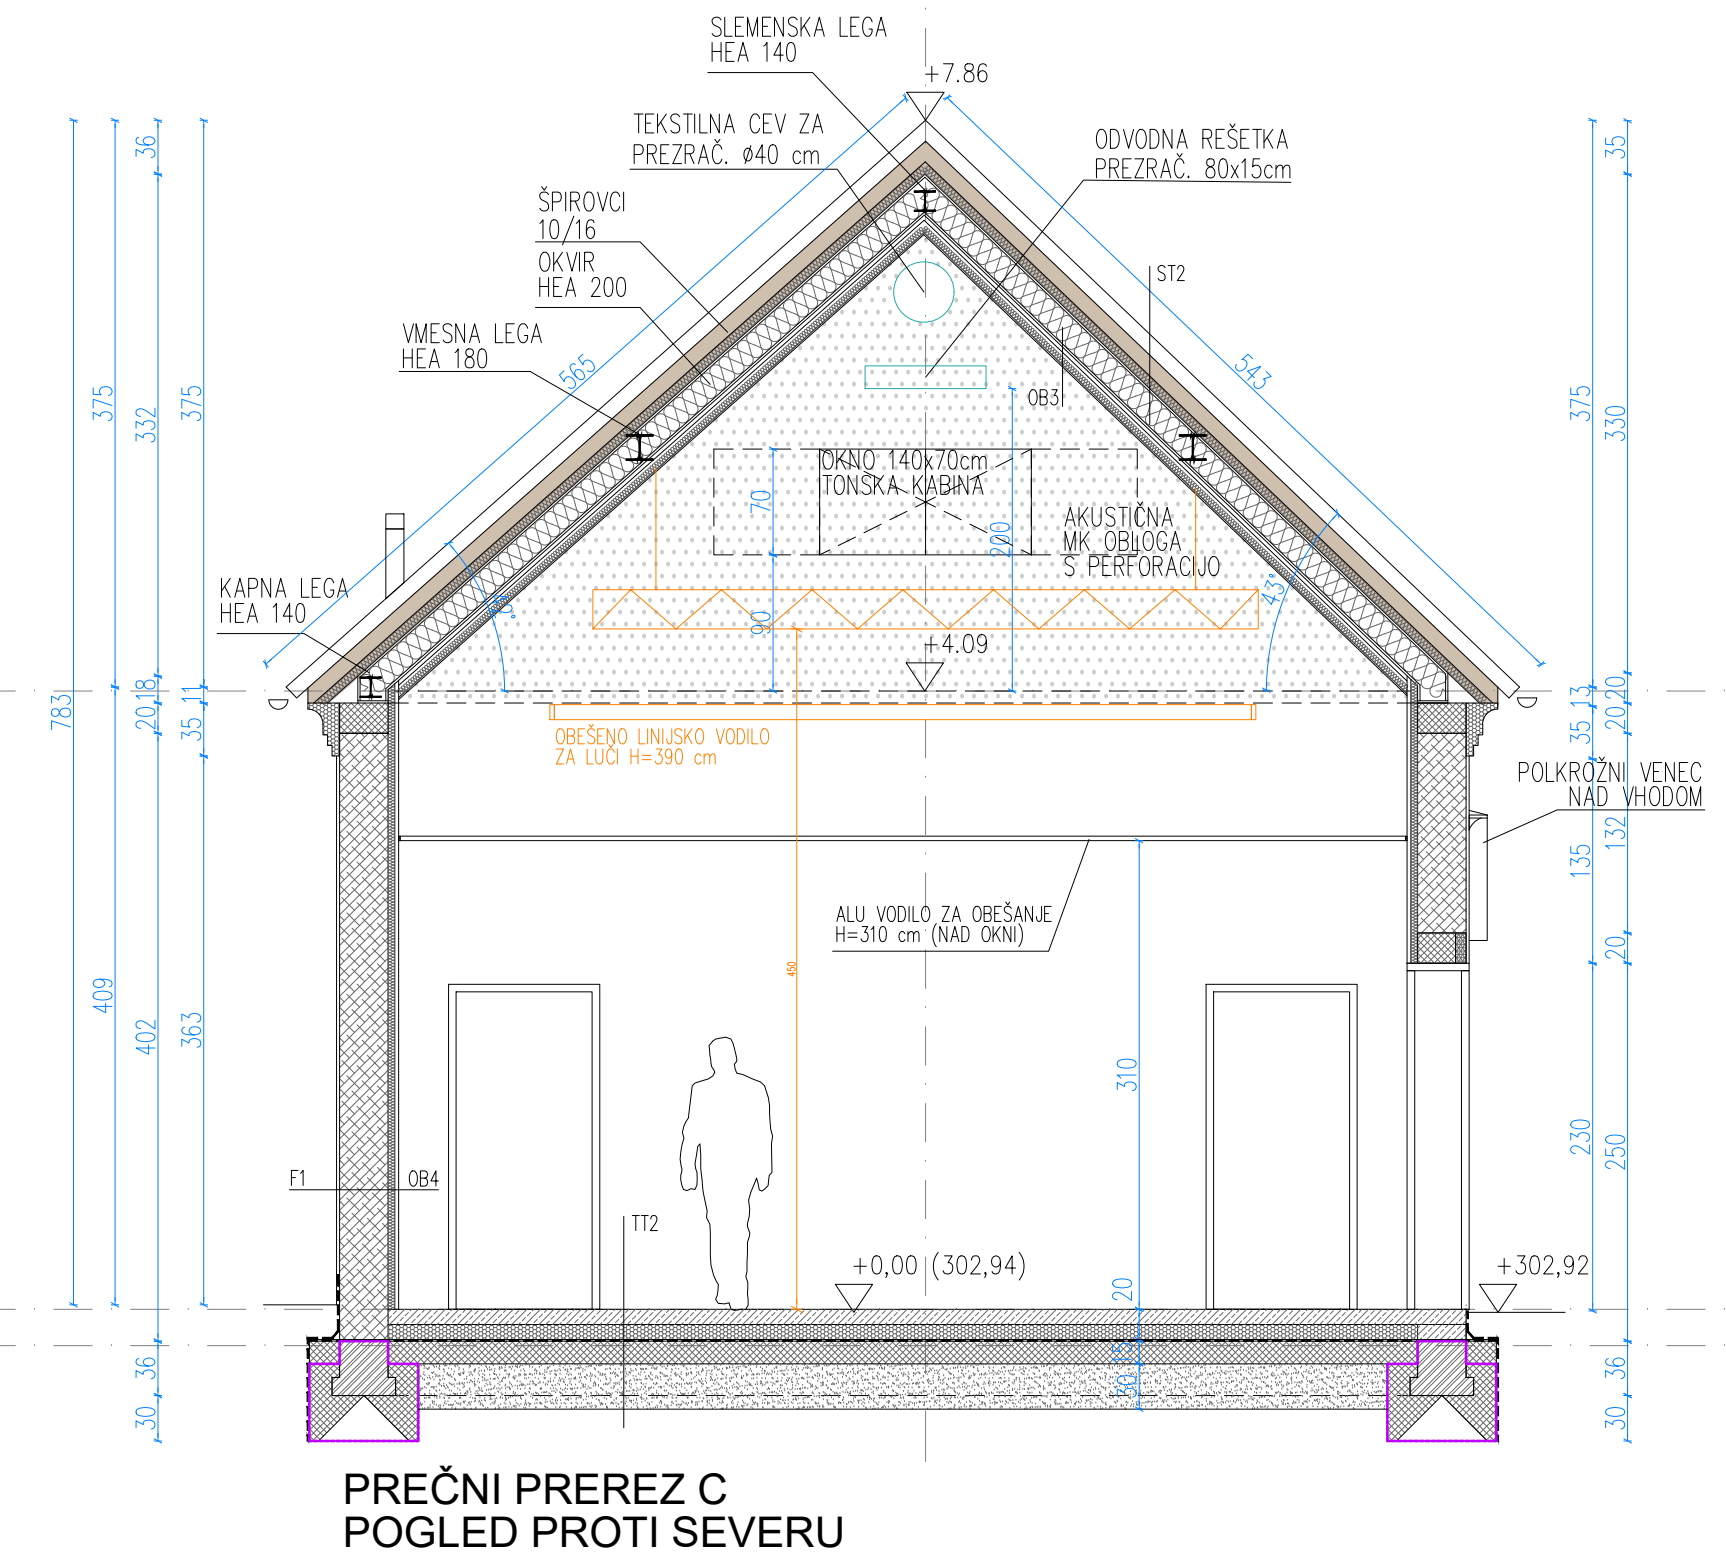 SLEMENSKA LEGA
HEA 140
+7.86
TEKSTILNA CEV ZA
PREZRAČ. Ø40 cm
ODVODNA REŠETKA
PREZRAČ. 80x15cm
ŠPIROVCI
10/16
OKVIR
HEA 200
ST2
VMESNA LEGA
HEA 180
565
543
OB3
OKNO 140x70cm
TONSKA KABINA
AKUSTIČNA
MK OBLOGA
S PERFORACIJO
70
200
90
43°
KAPNA LEGA
HEA 140
+4.09
OBEŠENO LINIJSKO VODILO
ZA LUČI H=390 cm
POLKROŽNI VENEC
NAD VHODOM
ALU VODILO ZA OBEŠANJE
H=310 cm (NAD OKNI)
450
310
F1
OB4
TT2
+0,00 (302,94)
+302,92
20
15
30
783
375
409
36
332
18
20
402
36
30
375
11
35
363
375
13
35
135
230
35
330
20
20
132
20
250
36
30
PREČNI PREREZ C
POGLED PROTI SEVERU